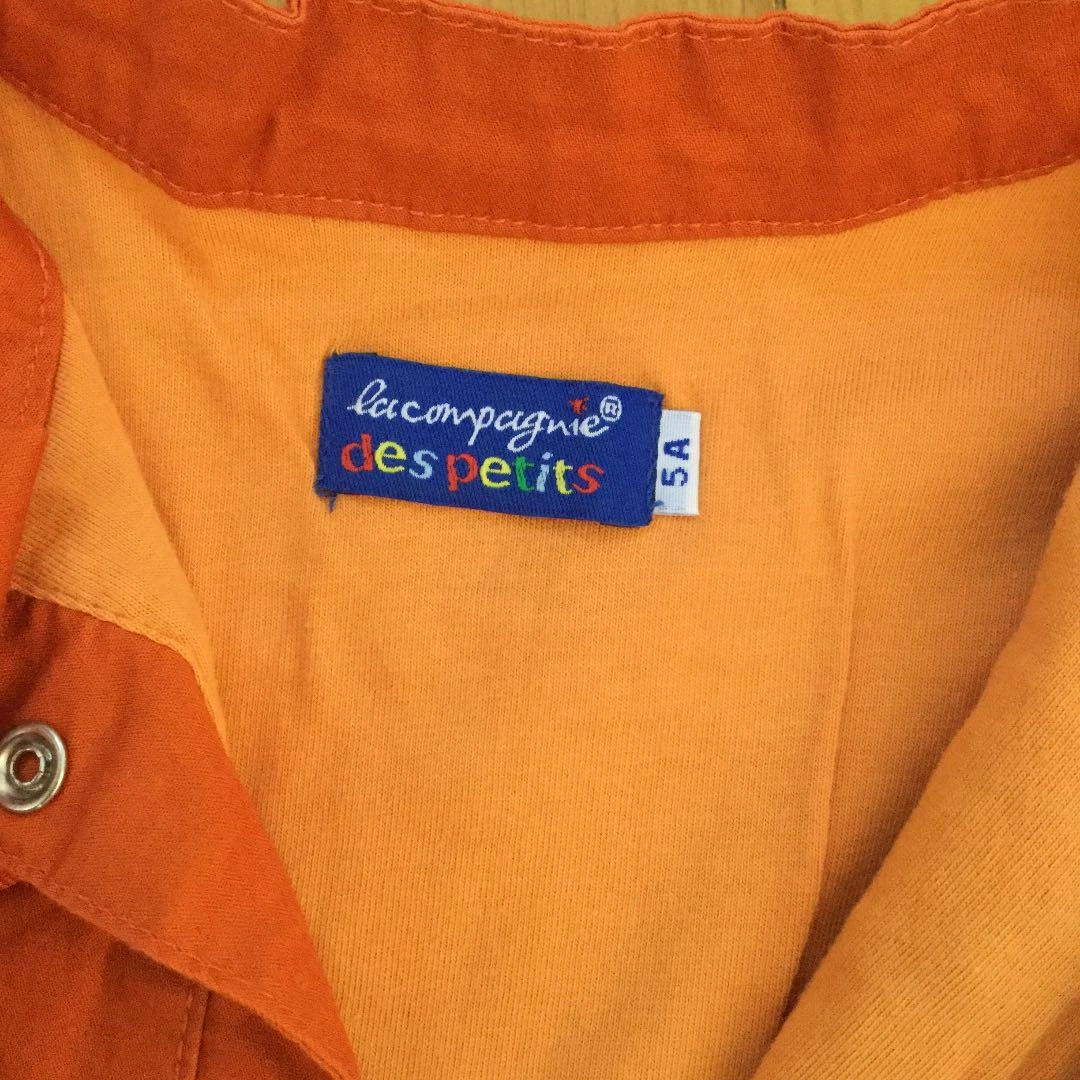 la compagnie®
des petits
5A